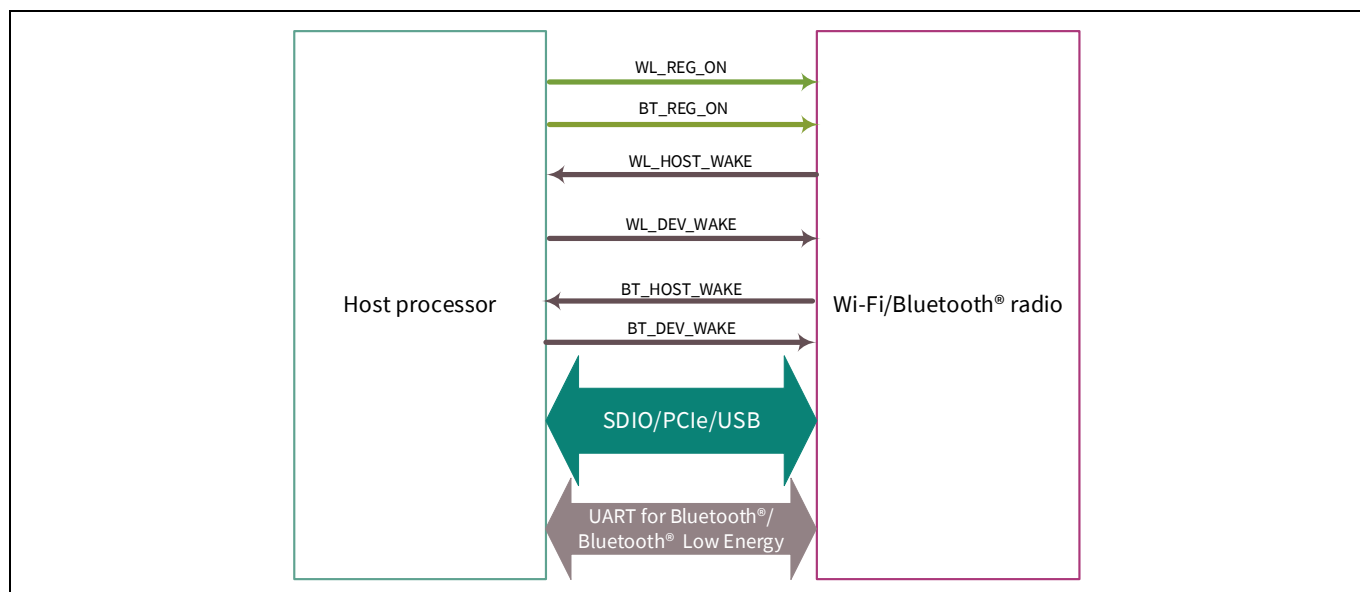 WL_REG_ON
BT_REG_ON
WL_HOST_WAKE
WL_DEV_WAKE
Host processor
BT_HOST_WAKE
Wi-Fi/Bluetooth® radio
BT_DEV_WAKE
SDIO/PCIe/USB
UART for Bluetooth®/
Bluetooth® Low Energy